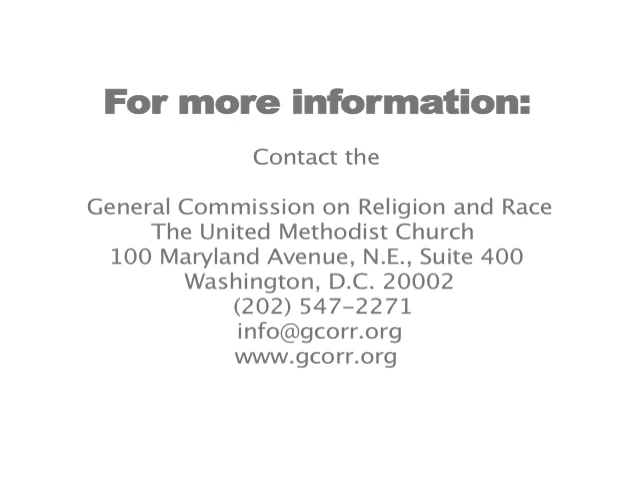 For more information:
Contact the
General Commission on Religion and Race
The United Methodist Church
100 Maryland Avenue, N.E., Suite 400
Washington, D.C. 20002
(202) 547-2271
info@gcorr.org
www.gcorr.org